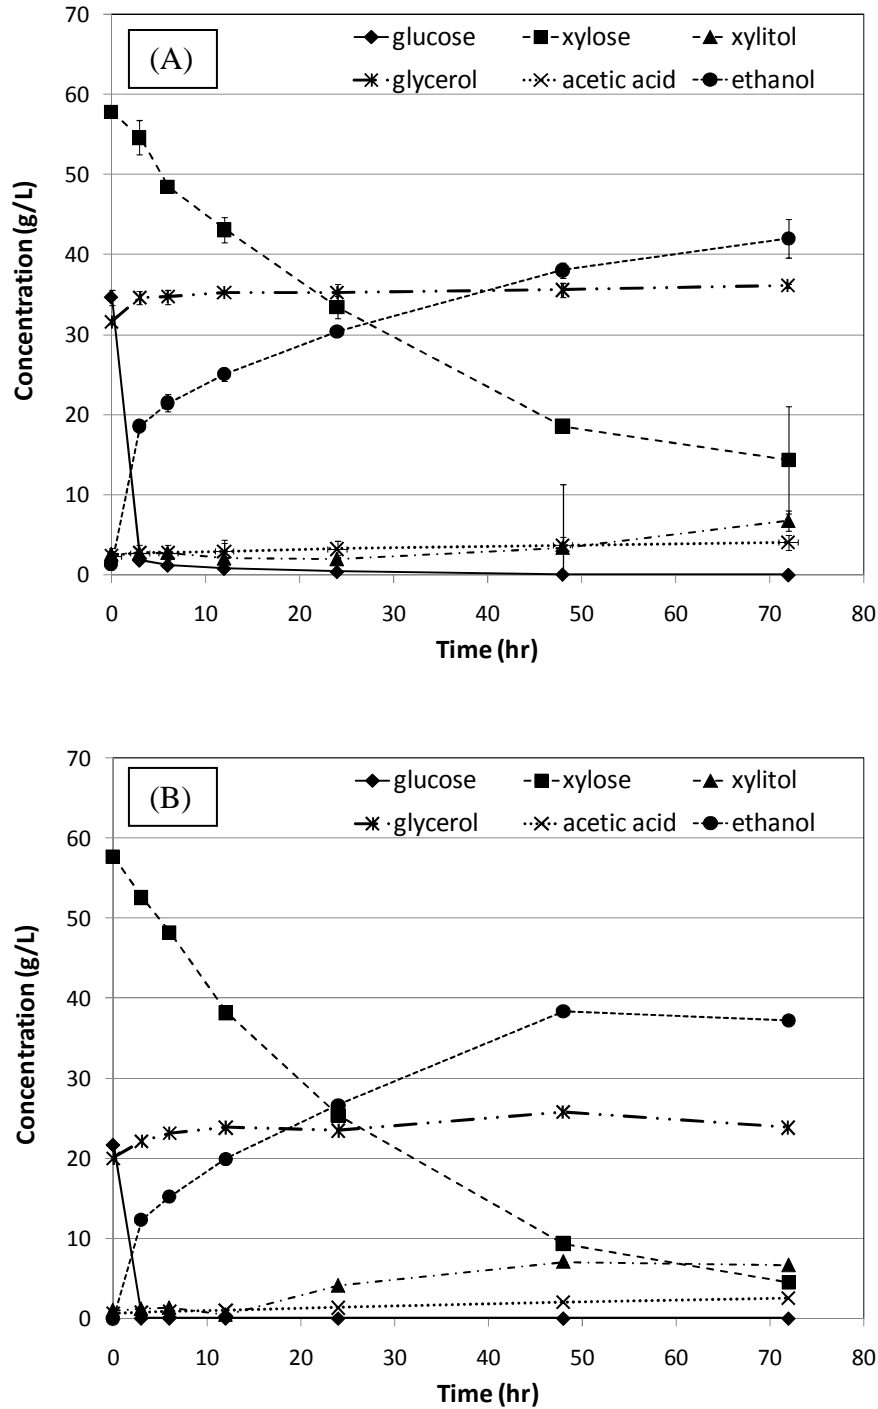 (A)
glucose xylose xylitol
glycerol acetic acid ethanol
70
60
50
40
30
20
10
0
Concentration (g/L)
0 10 20 30 40 50 60 70 80
Time (hr)
(B)
glucose xylose xylitol
glycerol acetic acid ethanol
70
60
50
40
30
20
10
0
Concentration (g/L)
0 10 20 30 40 50 60 70 80
Time (hr)